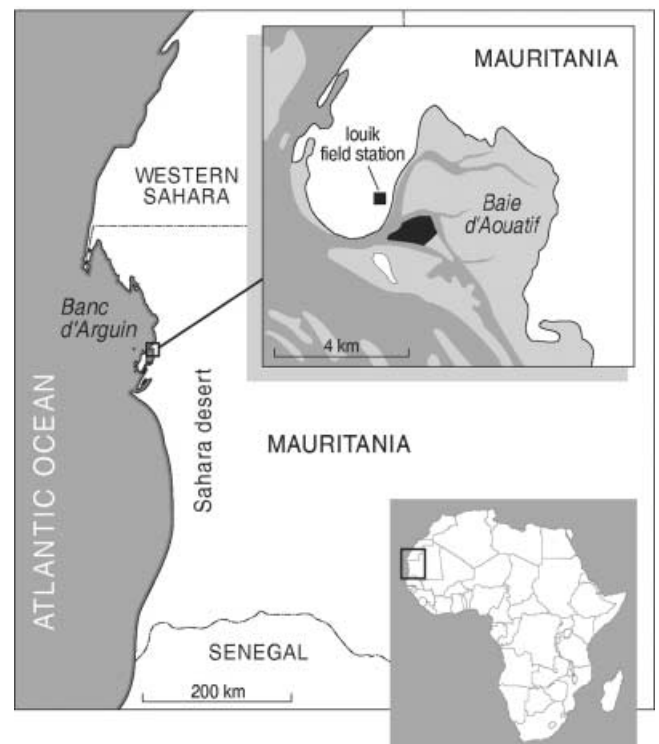 MAURITANIA
Iouik
field station
Baie
d'Aouatif
4 km
WESTERN
SAHARA
Banc
d'Arguin
Sahara desert
MAURITANIA
ATLANTIC OCEAN
SENEGAL
200 km